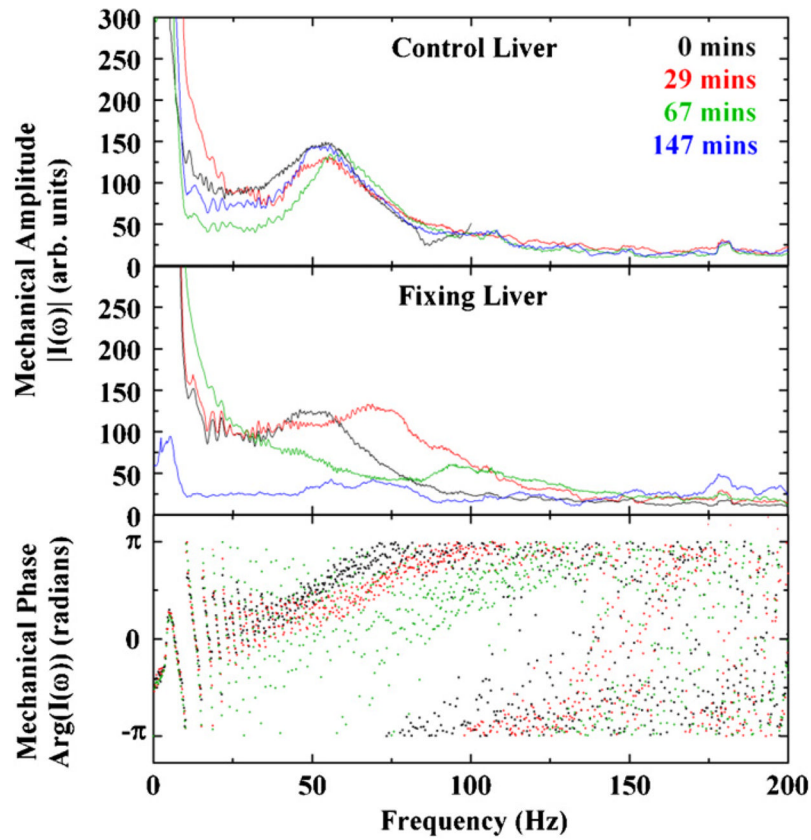 Mechanical Amplitude
|I(ω)| (arb. units)
300
250
200
150
100
50
0
Control Liver
0 mins
29 mins
67 mins
147 mins
250
200
150
100
50
0
Fixing Liver
Mechanical Phase
Arg(I(ω)) (radians)
π
0
-π
0
50
100
150
200
Frequency (Hz)